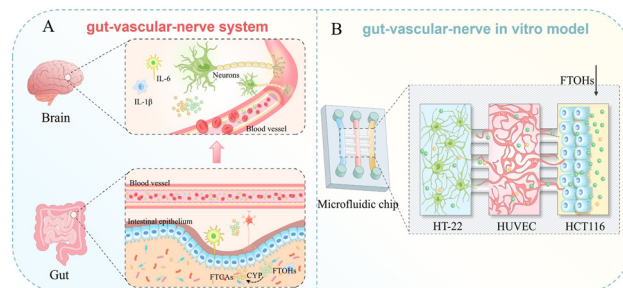 A
gut-vascular-nerve system
IL-6
IL-1β
Neurons
Blood vessel
Brain
Blood vessel
Intestinal epithelium
FTCAs
CYP
FTOHs
Gut
B
gut-vascular-nerve in vitro model
FTOHs
Microfluidic chip
HT-22
HUVEC
HCT116